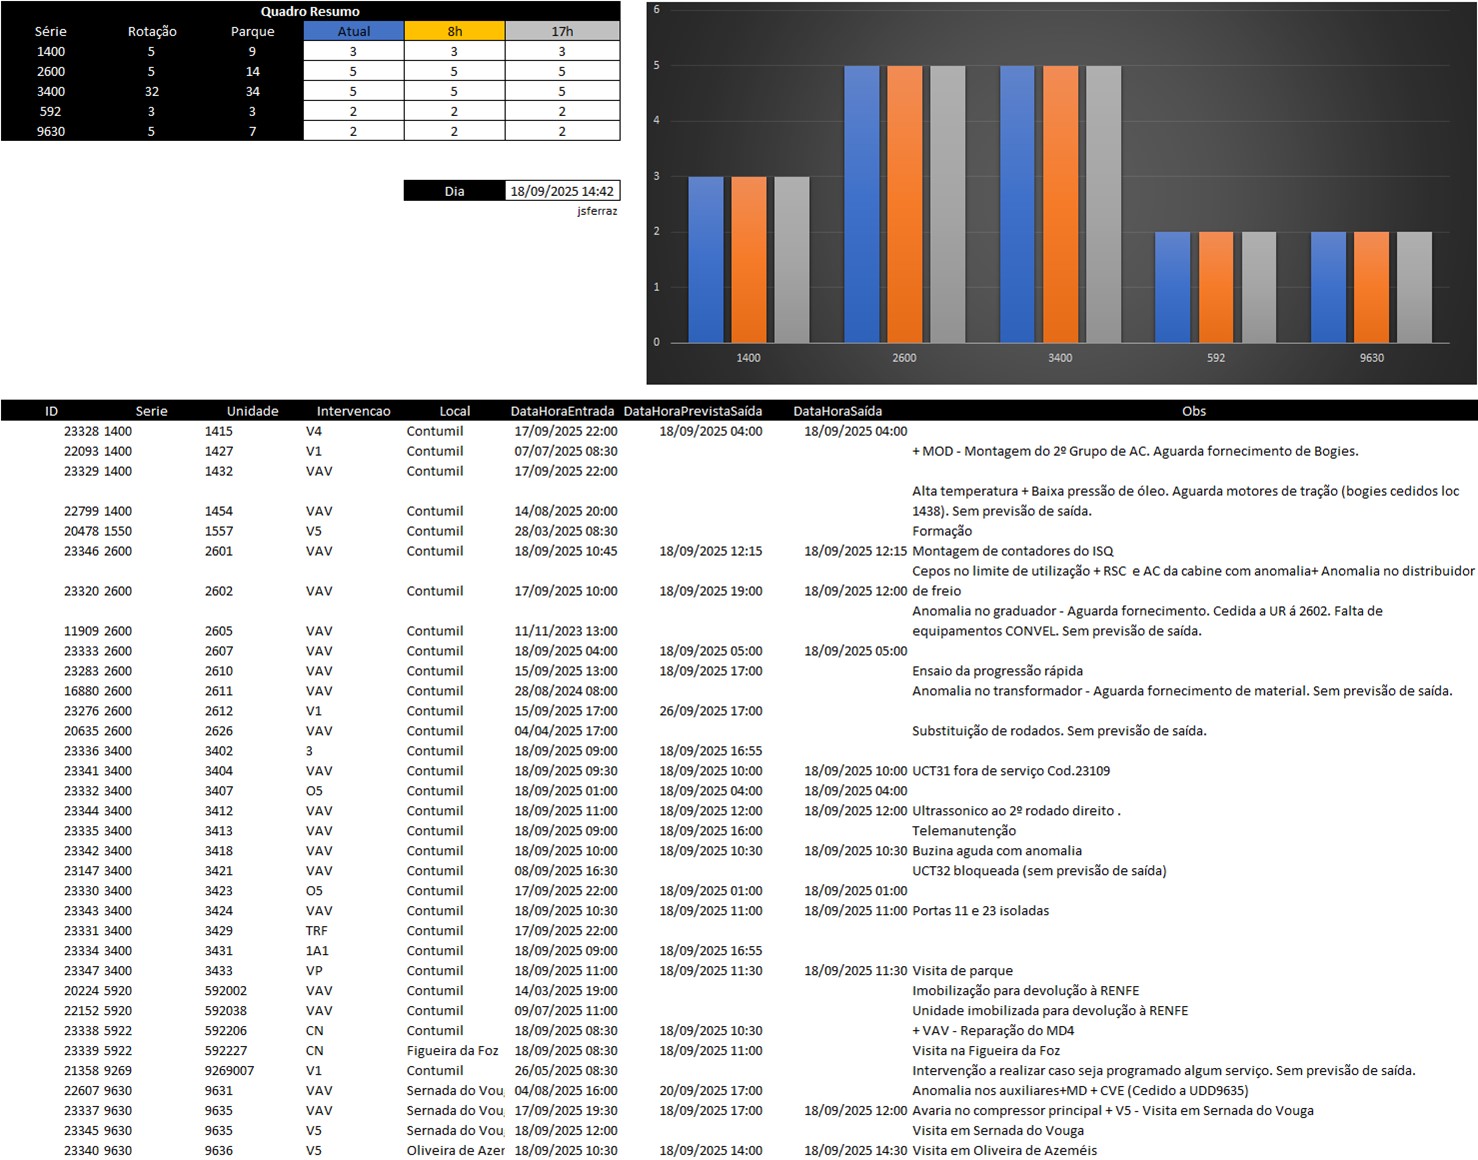 Quadro Resumo
Série Rotação Parque Atual 8h 17h
1400 5 9 3 3 3
2600 5 14 5 5 5
3400 32 34 5 5 5
592 3 3 2 2 2
9630 5 7 2 2 2
Dia 18/09/2025 14:42
jsferraz
6
5
4
3
2
1
0
1400 2600 3400 592 9630
ID Serie Unidade Intervencao Local DataHoraEntrada DataHoraPrevistaSaída DataHoraSaída Obs
23328 1400 1415 V4 Contumil 17/09/2025 22:00 18/09/2025 04:00 18/09/2025 04:00
22093 1400 1427 V1 Contumil 07/07/2025 08:30 + MOD - Montagem do 2º Grupo de AC. Aguarda fornecimento de Bogies.
23329 1400 1432 VAV Contumil 17/09/2025 22:00
Alta temperatura + Baixa pressão de óleo. Aguarda motores de tração (bogies cedidos loc
22799 1400 1454 VAV Contumil 14/08/2025 20:00 1438). Sem previsão de saída.
20478 1550 1557 V5 Contumil 28/03/2025 08:30 Formação
23346 2600 2601 VAV Contumil 18/09/2025 10:45 18/09/2025 12:15 18/09/2025 12:15 Montagem de contadores do ISQ
Cepos no limite de utilização + RSC e AC da cabine com anomalia+ Anomalia no distribuidor
23320 2600 2602 VAV Contumil 17/09/2025 10:00 18/09/2025 19:00 18/09/2025 12:00 de freio
Anomalia no graduador - Aguarda fornecimento. Cedida a UR á 2602. Falta de
11909 2600 2605 VAV Contumil 11/11/2023 13:00 equipamentos CONVEL. Sem previsão de saída.
23333 2600 2607 VAV Contumil 18/09/2025 04:00 18/09/2025 05:00 18/09/2025 05:00
23283 2600 2610 VAV Contumil 15/09/2025 13:00 18/09/2025 17:00 Ensaio da progressão rápida
16880 2600 2611 VAV Contumil 28/08/2024 08:00 Anomalia no transformador - Aguarda fornecimento de material. Sem previsão de saída.
23276 2600 2612 V1 Contumil 15/09/2025 17:00 26/09/2025 17:00
20635 2600 2626 VAV Contumil 04/04/2025 17:00 Substituição de rodados. Sem previsão de saída.
23336 3400 3402 3 Contumil 18/09/2025 09:00 18/09/2025 16:55
23341 3400 3404 VAV Contumil 18/09/2025 09:30 18/09/2025 10:00 18/09/2025 10:00 UCT31 fora de serviço Cod.23109
23332 3400 3407 O5 Contumil 18/09/2025 01:00 18/09/2025 04:00 18/09/2025 04:00
23344 3400 3412 VAV Contumil 18/09/2025 11:00 18/09/2025 12:00 18/09/2025 12:00 Ultrassonico ao 2º rodado direito .
23335 3400 3413 VAV Contumil 18/09/2025 09:00 18/09/2025 16:00 Telemanutenção
23342 3400 3418 VAV Contumil 18/09/2025 10:00 18/09/2025 10:30 18/09/2025 10:30 Buzina aguda com anomalia
23147 3400 3421 VAV Contumil 08/09/2025 16:30 UCT32 bloqueada (sem previsão de saída)
23330 3400 3423 O5 Contumil 17/09/2025 22:00 18/09/2025 01:00 18/09/2025 01:00
23343 3400 3424 VAV Contumil 18/09/2025 10:30 18/09/2025 11:00 18/09/2025 11:00 Portas 11 e 23 isoladas
23331 3400 3429 TRF Contumil 17/09/2025 22:00
23334 3400 3431 1A1 Contumil 18/09/2025 09:00 18/09/2025 16:55
23347 3400 3433 VP Contumil 18/09/2025 11:00 18/09/2025 11:30 18/09/2025 11:30 Visita de parque
20224 5920 592002 VAV Contumil 14/03/2025 19:00 Imobilização para devolução à RENFE
22152 5920 592038 VAV Contumil 09/07/2025 11:00 Unidade imobilizada para devolução à RENFE
23338 5922 592206 CN Contumil 18/09/2025 08:30 18/09/2025 10:30 + VAV - Reparação do MD4
23339 5922 592227 CN Figueira da Foz 18/09/2025 08:30 18/09/2025 11:00 Visita na Figueira da Foz
21358 9269 9269007 V1 Contumil 26/05/2025 08:30 Intervenção a realizar caso seja programado algum serviço. Sem previsão de saída.
22607 9630 9631 VAV Sernada do Voug 04/08/2025 16:00 20/09/2025 17:00 Anomalia nos auxiliares+MD + CVE (Cedido a UDD9635)
23337 9630 9635 VAV Sernada do Voug 17/09/2025 19:30 18/09/2025 17:00 18/09/2025 12:00 Avaria no compressor principal + V5 - Visita em Sernada do Vouga
23345 9630 9635 V5 Sernada do Voug 18/09/2025 12:00 Visita em Sernada do Vouga
23340 9630 9636 V5 Oliveira de Azer 18/09/2025 10:30 18/09/2025 14:00 18/09/2025 14:30 Visita em Oliveira de Azeméis